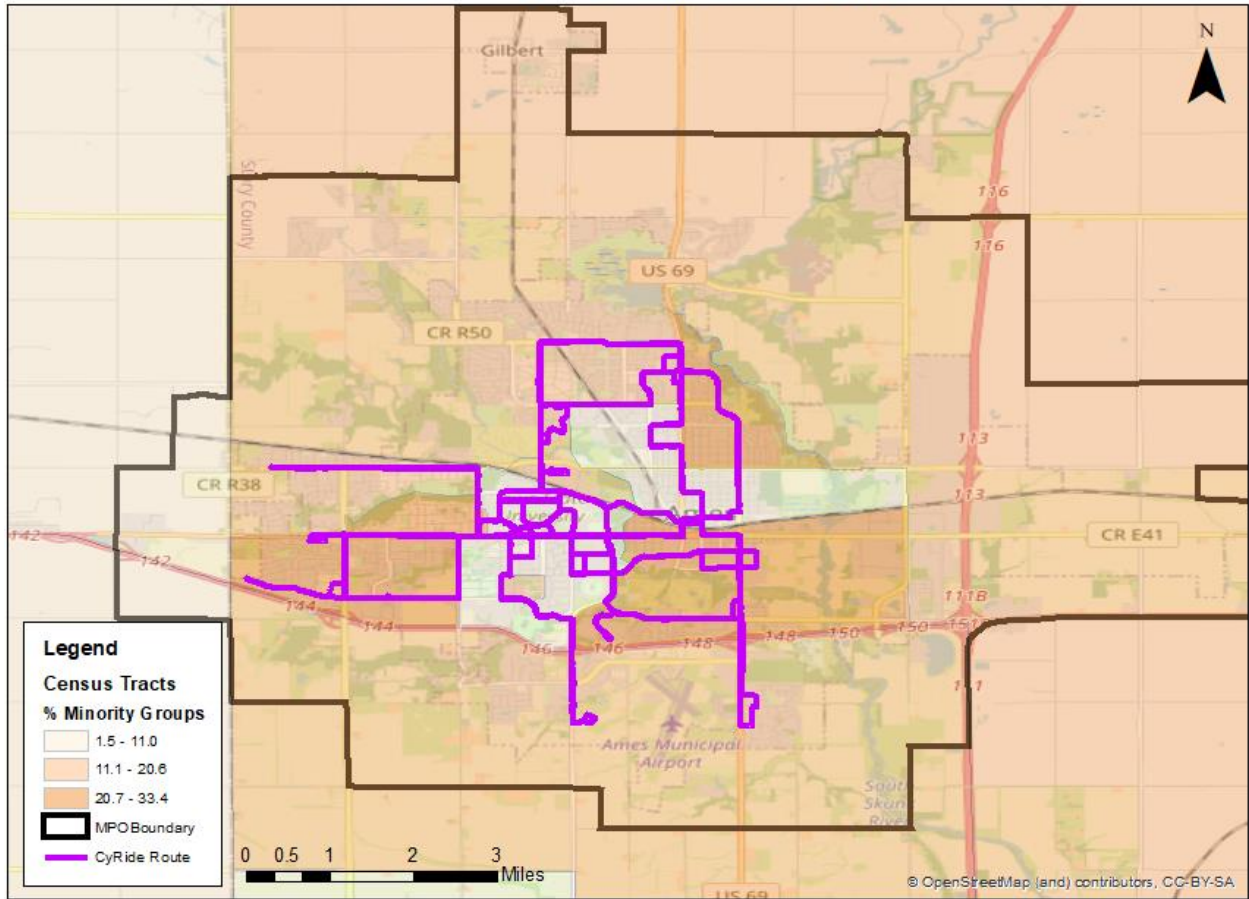 Gilbert
N
Story County
116
116
US 69
CR R50
113
113
CR R38
University
Ames
CR E41
142
142
144
144
146
146
148
148
150
150
151
111B
Ames Municipal
Airport
South
Skunk
River
US 69
Legend
Census Tracts
% Minority Groups
1.5 - 11.0
11.1 - 20.6
20.7 - 33.4
MPO Boundary
CyRide Route
0 0.5 1 2 3
Miles
© OpenStreetMap (and) contributors, CC-BY-SA